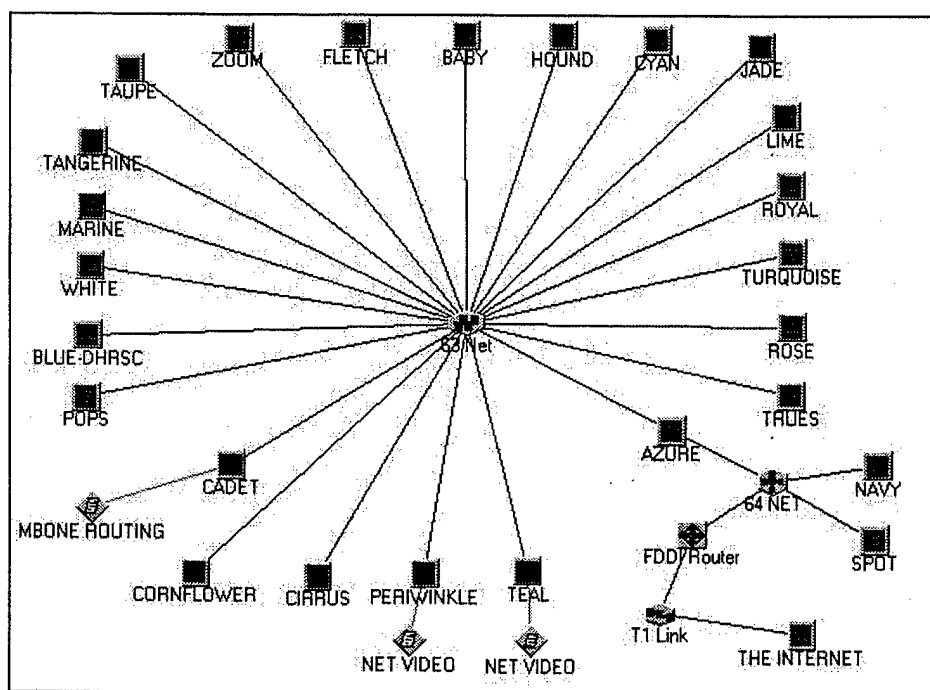 ZOOM
FLETCH
BABY
HOUND
CYAN
JADE
TAUPE
LIME
TANGERINE
ROYAL
MARINE
TURQUOISE
WHITE
63 Net
ROSE
BLUE-DHRSC
POPS
TRUES
AZURE
CADET
NAVY
64 NET
MBONE ROUTING
FDDI Router
SPOT
CORNFLOWER
CIRRUS
PERIWINKLE
TEAL
T1 Link
THE INTERNET
NET VIDEO
NET VIDEO